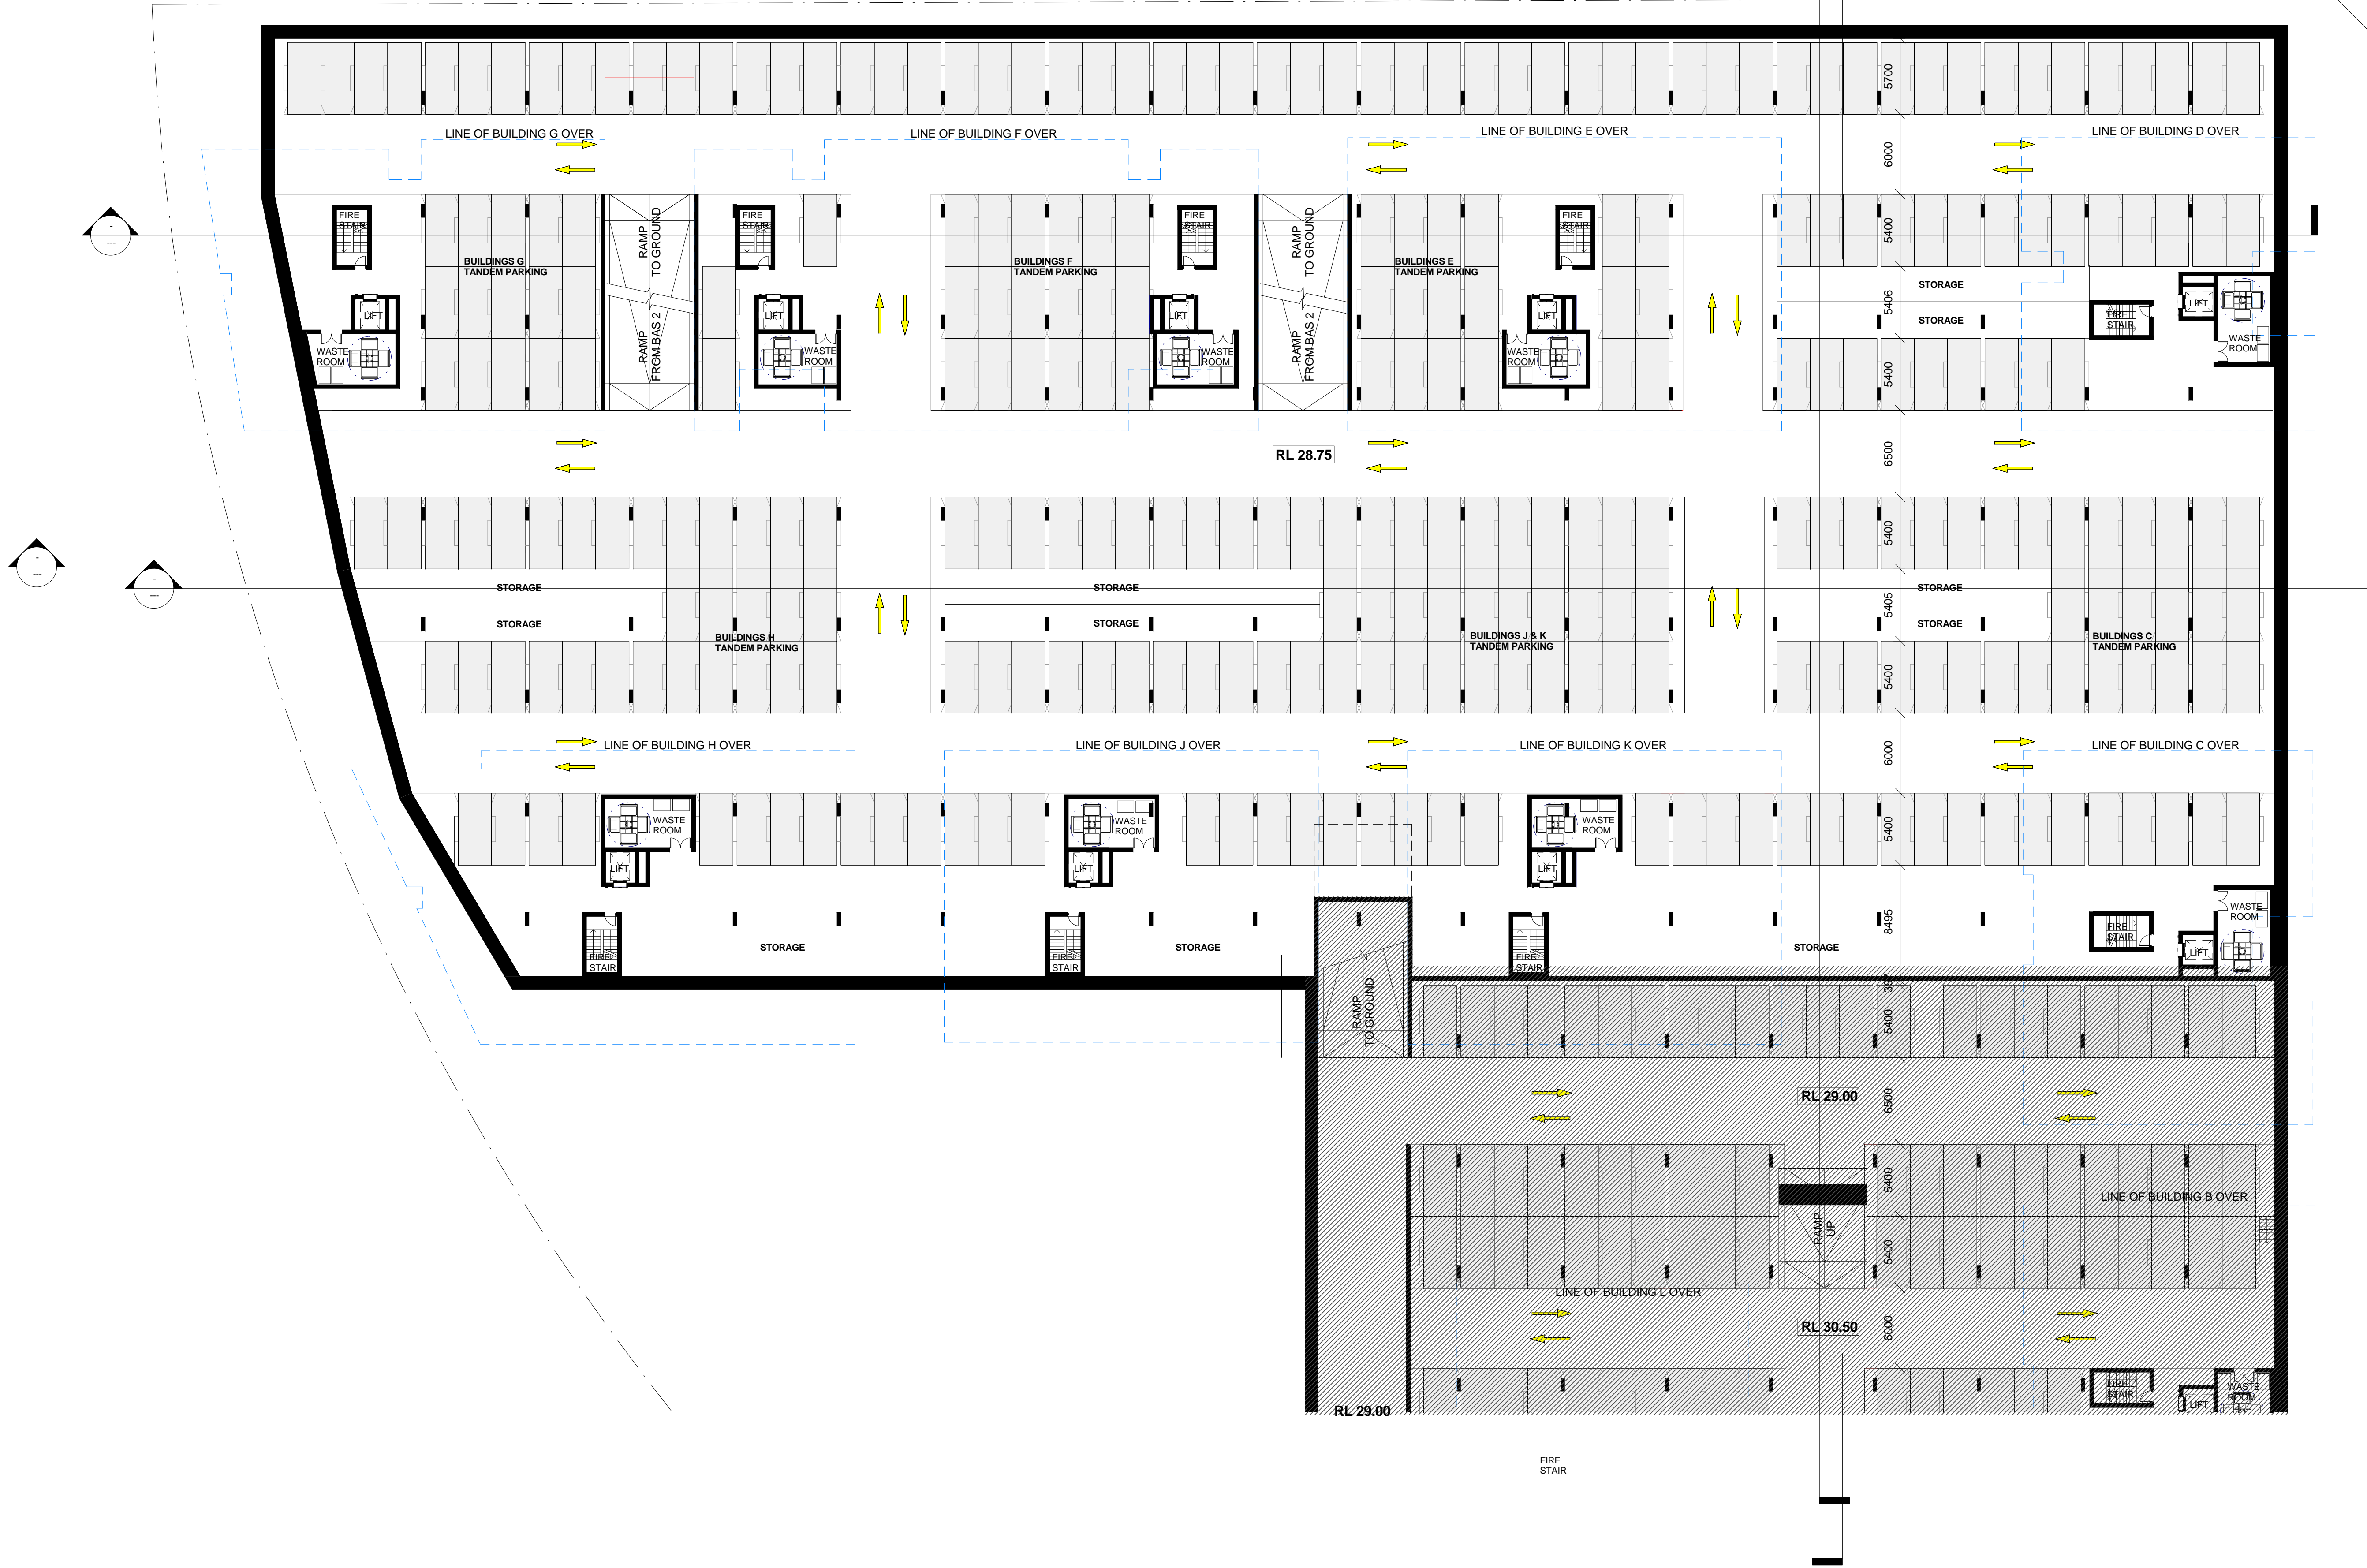 5700
LINE OF BUILDING G OVER
LINE OF BUILDING F OVER
LINE OF BUILDING E OVER
LINE OF BUILDING D OVER
6000
FIRE
STAIR
RAMP
TO GROUND
FIRE
STAIR
FIRE
STAIR
RAMP
TO GROUND
FIRE
STAIR
5400
-
---
BUILDINGS G
TANDEM PARKING
BUILDINGS F
TANDEM PARKING
BUILDINGS E
TANDEM PARKING
STORAGE
5406
STORAGE
LIFT
FIRE
STAIR
WASTE
ROOM
LIFT
LIFT
LIFT
LIFT
RAMP
FROM BAS 2
RAMP
FROM BAS 2
WASTE
ROOM
WASTE
ROOM
WASTE
ROOM
WASTE
ROOM
5400
RL 28.75
6500
5400
-
---
-
---
STORAGE
STORAGE
STORAGE
5405
STORAGE
STORAGE
STORAGE
BUILDINGS H
TANDEM PARKING
BUILDINGS J & K
TANDEM PARKING
BUILDINGS C
TANDEM PARKING
5400
LINE OF BUILDING H OVER
LINE OF BUILDING J OVER
LINE OF BUILDING K OVER
LINE OF BUILDING C OVER
6000
WASTE
ROOM
WASTE
ROOM
WASTE
ROOM
5400
LIFT
LIFT
LIFT
WASTE
ROOM
8495
FIRE
STAIR
STORAGE
STORAGE
STORAGE
LIFT
FIRE
STAIR
FIRE
STAIR
FIRE
STAIR
397
RAMP
TO GROUND
5400
RL 29.00
6500
5400
LINE OF BUILDING B OVER
RAMP
UP
5400
LINE OF BUILDING L OVER
RL 30.50
6000
FIRE
STAIR
WASTE
ROOM
LIFT
RL 29.00
FIRE
STAIR